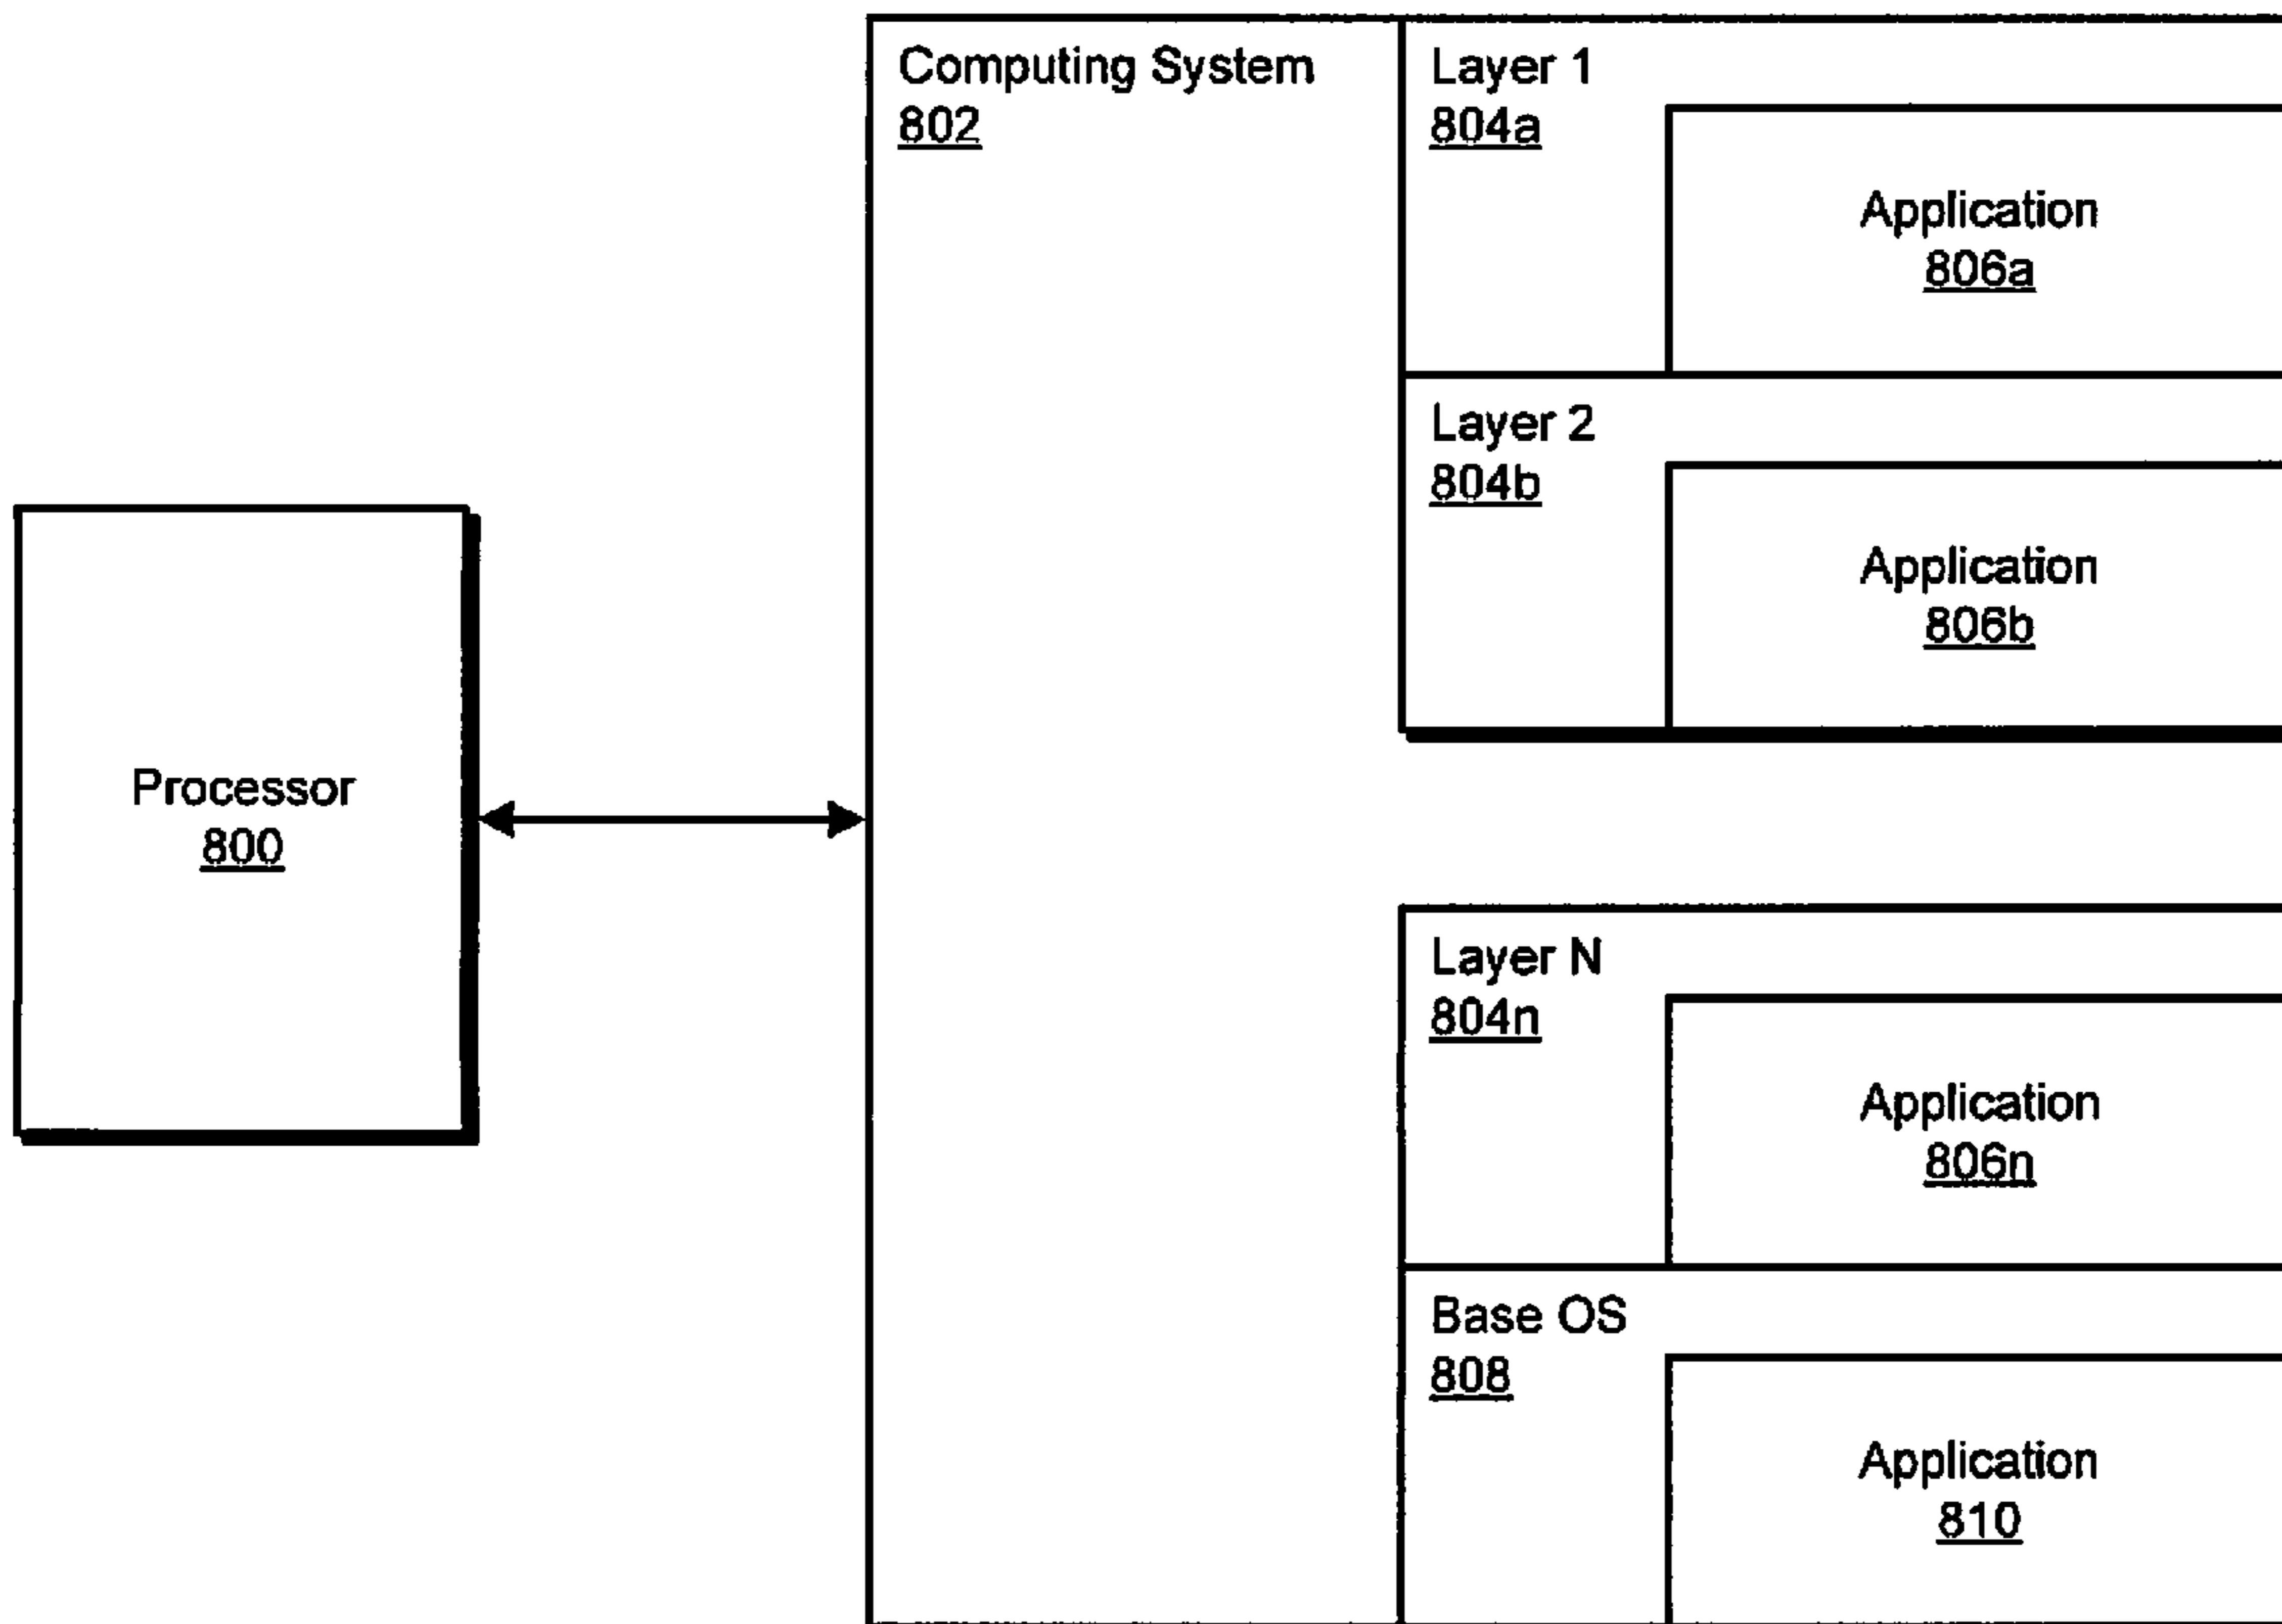 Computing System
802
Layer 1
804a
Application
806a
Layer 2
804b
Application
806b
Processor
800
Layer N
804n
Application
806n
Base OS
808
Application
810